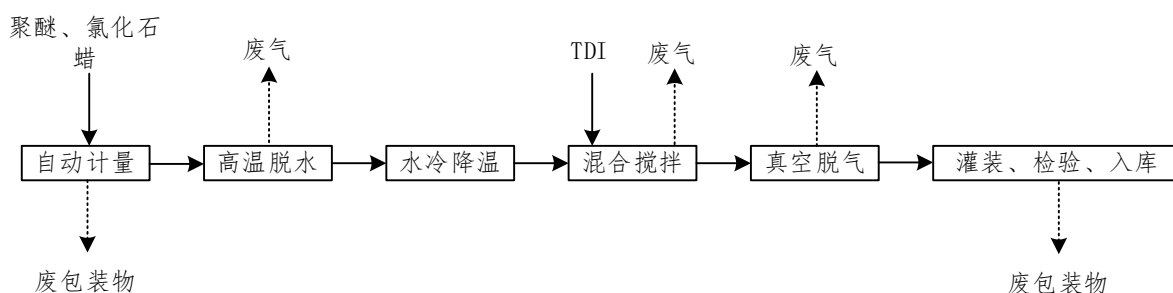 聚醚、氯化石
蜡
废气
TDI
废气
废气
自动计量
高温脱水
水冷降温
混合搅拌
真空脱气
灌装、检验、入库
废包装物
废包装物